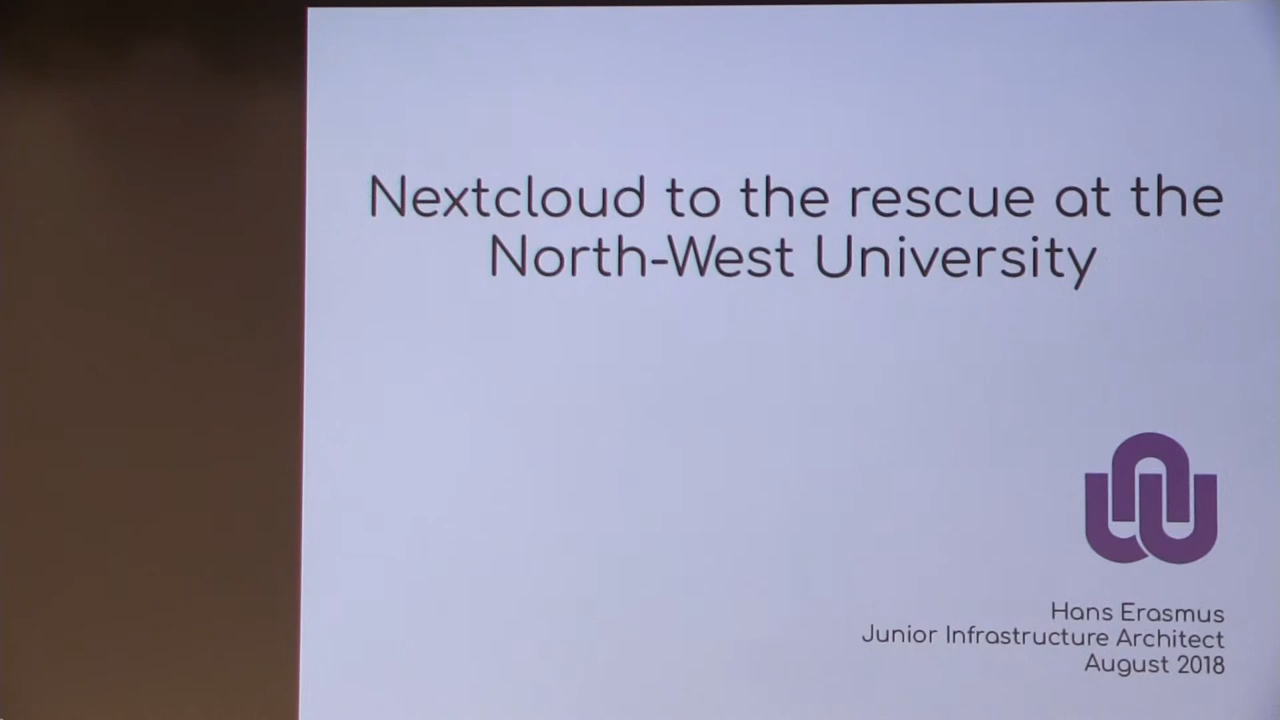 Nextcloud to the rescue at the
North-West University
Hans Erasmus
Junior Infrastructure Architect
August 2018